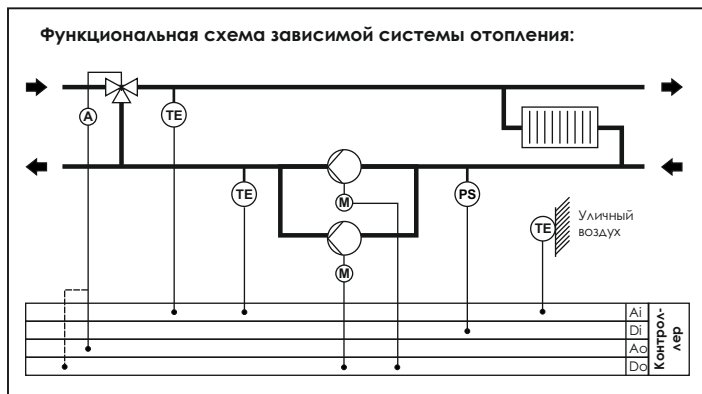 Функциональная схема зависимой системы отопления:
A
TE
TE
M
PS
TE
Уличный
воздух
M
Ai
Di
Ao
Do
Контрол-
лер